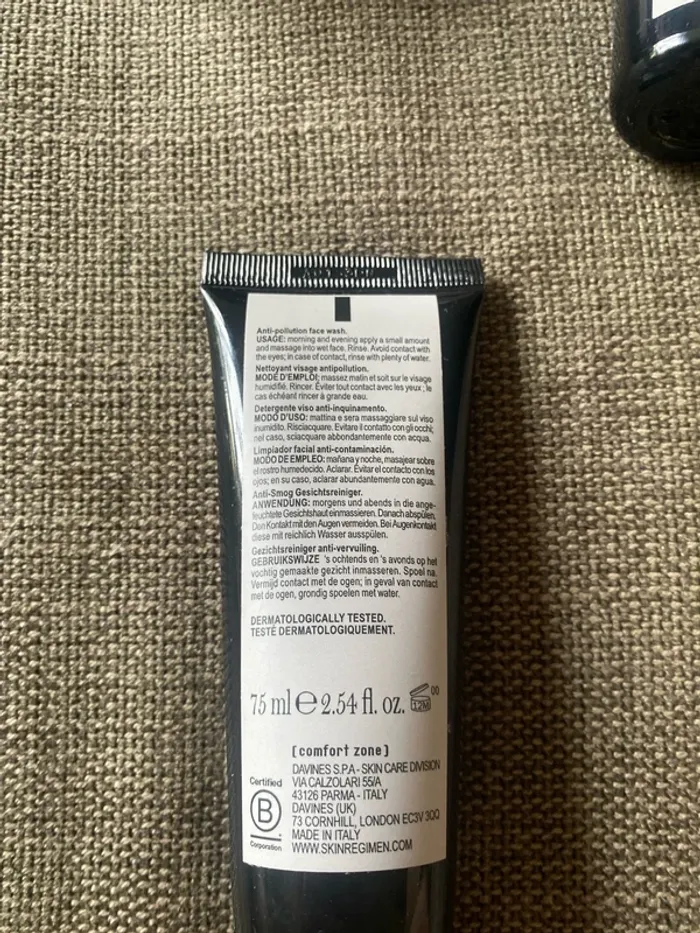 Anti-pollution face wash.
USAGE: morning and evening apply a small amount
and massage into wet face. Rinse. Avoid contact with
the eyes; in case of contact, rinse with plenty of water.
Nettoyant visage antipollution.
MODE D'EMPLOI: massez matin et soit sur le visage
humidifié. Rincer. Éviter tout contact avec les yeux ; le
cas échéant rincer à grande eau.
Detergente viso anti-inquinamento.
MODO D'USO: mattina e sera massaggiare sul viso
inumidito. Risciacquare. Evitare il contatto con gli occhi;
nel caso, sciacquare abbondantemente con acqua.
Limpiador facial anti-contaminación.
MODO DE EMPLEO: mañana y noche, masajear sobre
el rostro humedecido. Aclarar. Evitar el contacto con los
ojos; en su caso, aclarar abundantemente con agua.
Anti-Smog Gesichtsreiniger.
ANWENDUNG: morgens und abends in die ange-
feuchtete Gesichtshaut einmassieren. Danach abspülen.
Den Kontakt mit den Augen vermeiden. Bei Augenkontakt
diese mit reichlich Wasser ausspülen.
Gezichtsreiniger anti-vervuiling.
GEBRUIKSWIJZE 's ochtends en 's avonds op het
vochtig gemaakte gezicht inmasseren. Spoel na.
Vermijd contact met de ogen; in geval van contact
met de ogen, grondig spoelen met water.
DERMATOLOGICALLY TESTED.
TESTÉ DERMATOLOGIQUEMENT.
75 ml e 2.54 fl. oz. 12M 00
[comfort zone]
DAVINES S.P.A - SKIN CARE DIVISION
VIA CALZOLARI 55/A
43126 PARMA - ITALY
DAVINES (UK)
73 CORNHILL, LONDON EC3V 3QQ
MADE IN ITALY
WWW.SKINREGIMEN.COM
Certified
B
Corporation